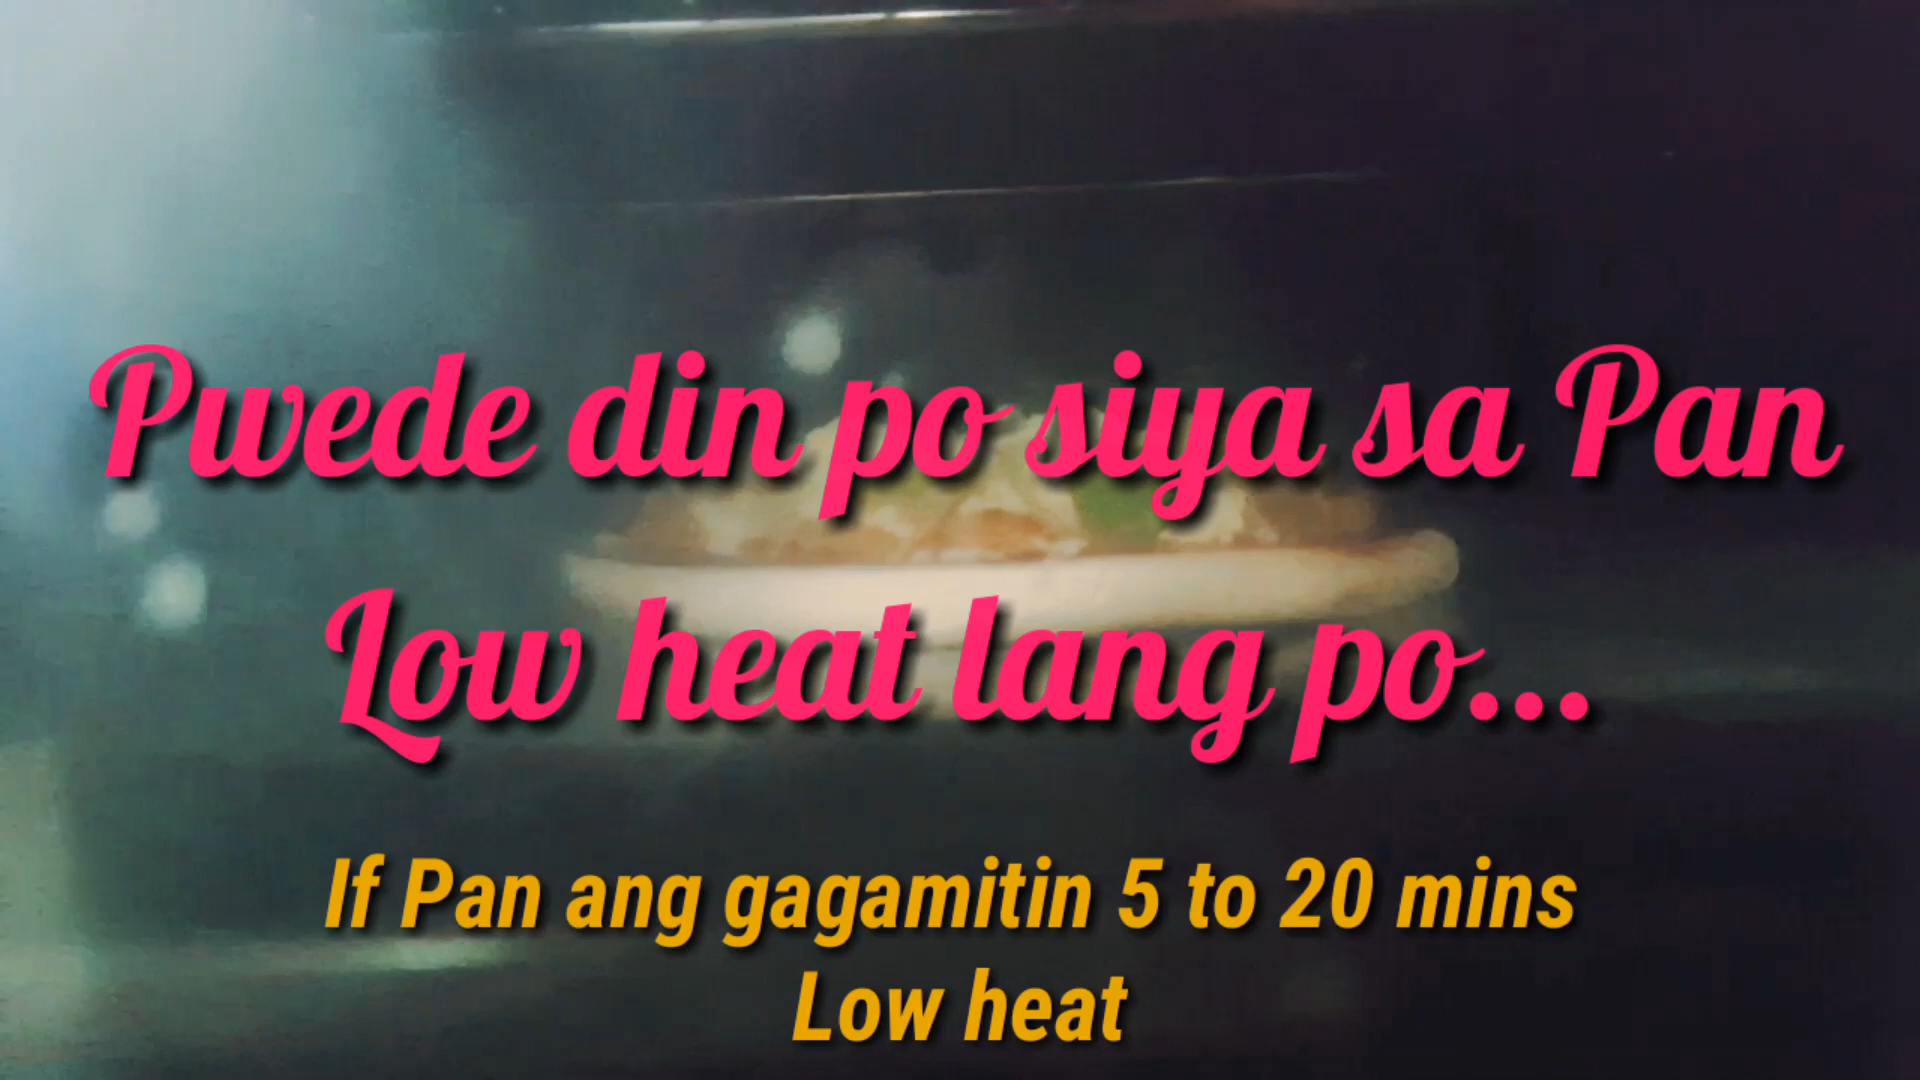 Pwede din po siya sa Pan
Low heat lang po...
If Pan ang gagamitin 5 to 20 mins
Low heat